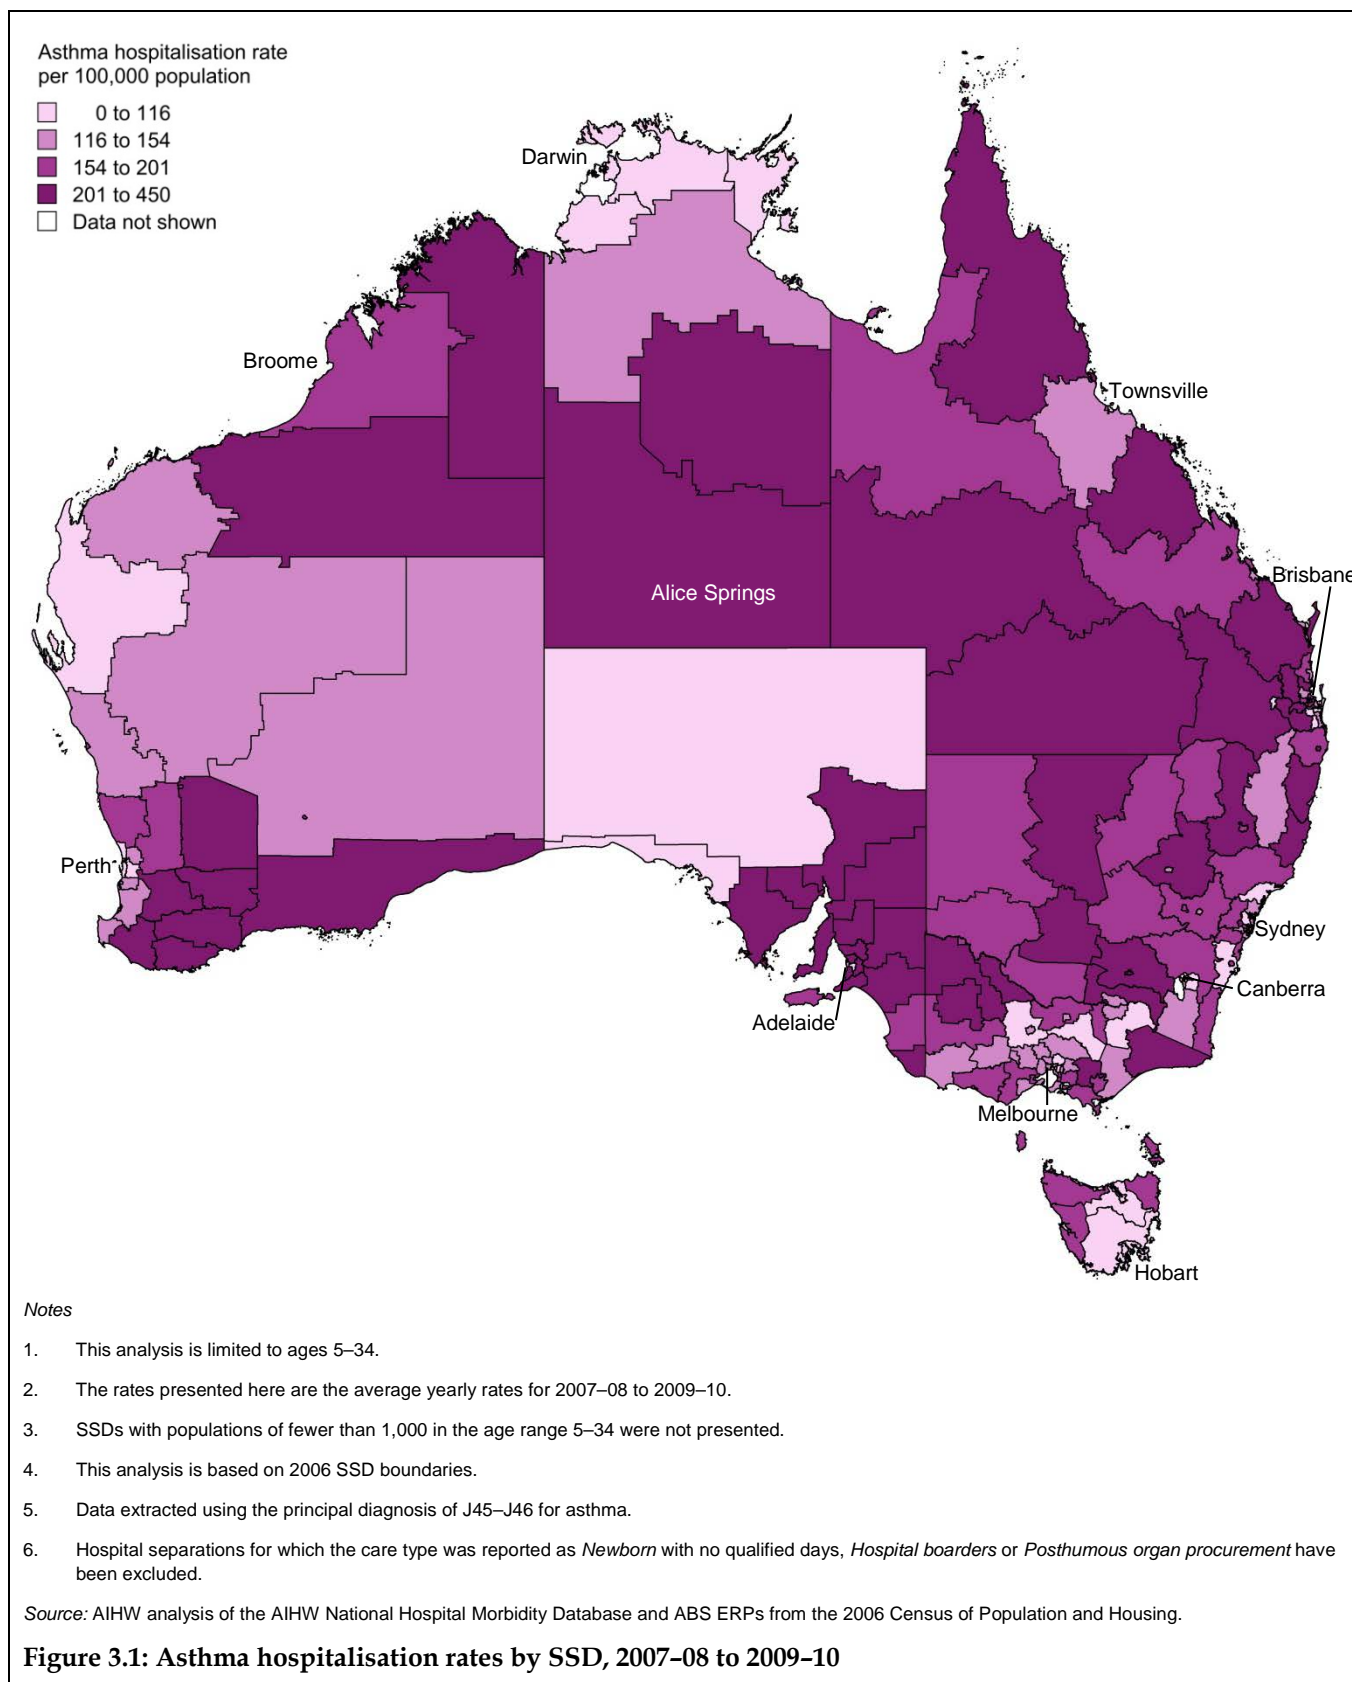 Asthma hospitalisation rate
per 100,000 population
0 to 116
116 to 154
154 to 201
201 to 450
Data not shown
Darwin
Broome
Townsville
Brisbane
Alice Springs
Perth
Sydney
Canberra
Adelaide
Melbourne
Hobart
Notes
1. This analysis is limited to ages 5–34.
2. The rates presented here are the average yearly rates for 2007–08 to 2009–10.
3. SSDs with populations of fewer than 1,000 in the age range 5–34 were not presented.
4. This analysis is based on 2006 SSD boundaries.
5. Data extracted using the principal diagnosis of J45–J46 for asthma.
6. Hospital separations for which the care type was reported as Newborn with no qualified days, Hospital boarders or Posthumous organ procurement have
been excluded.
Source: AIHW analysis of the AIHW National Hospital Morbidity Database and ABS ERPs from the 2006 Census of Population and Housing.
Figure 3.1: Asthma hospitalisation rates by SSD, 2007–08 to 2009–10